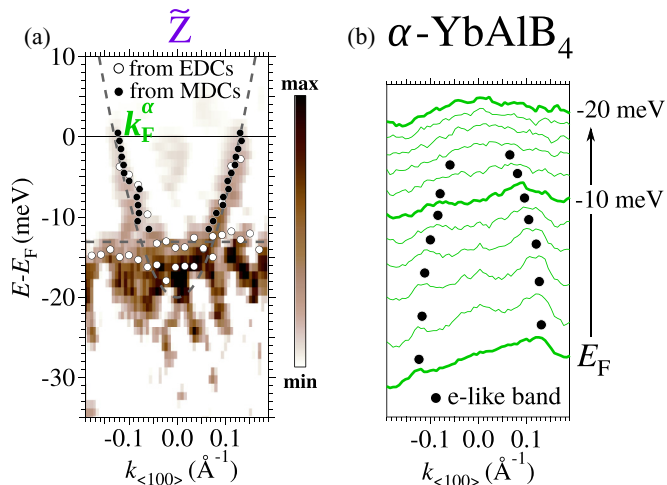 (a) Z̃
10
0
-10
-20
-30
E-E_F (meV)
from EDCs
from MDCs
k_F^α
max
min
-0.1 0.0 0.1
k_<100> (Å⁻¹)
(b) α-YbAlB₄
-20 meV
-10 meV
E_F
e-like band
-0.1 0.0 0.1
k_<100> (Å⁻¹)